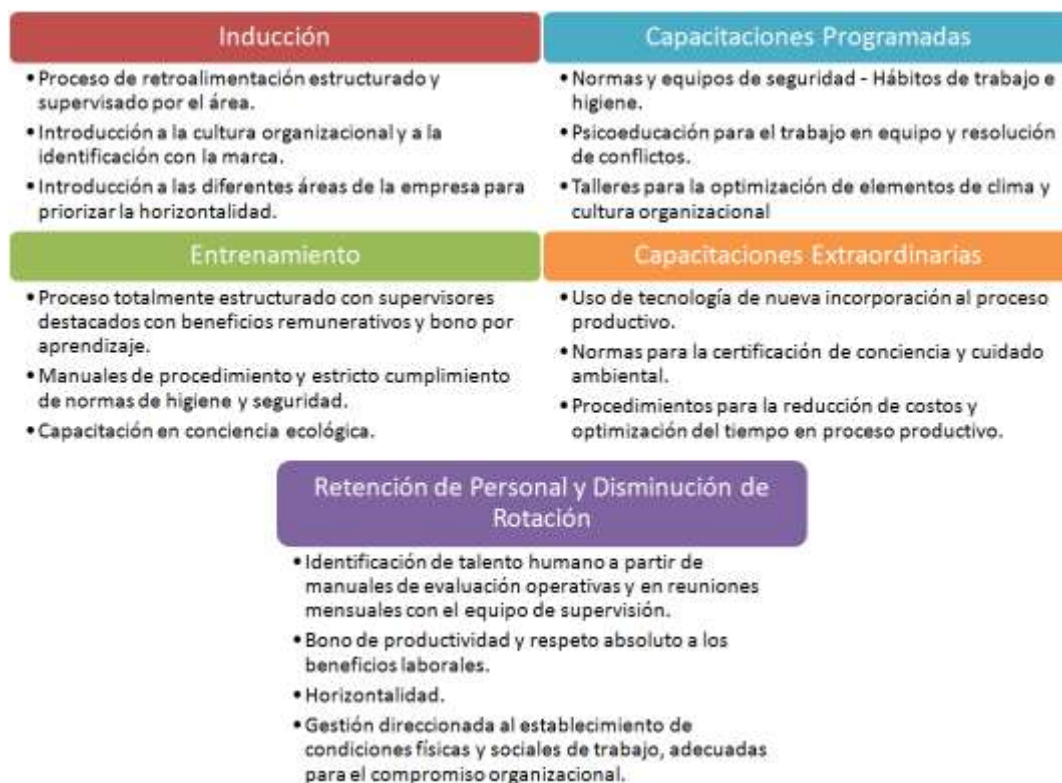 Inducción
• Proceso de retroalimentación estructurado y
supervisado por el área.
• Introducción a la cultura organizacional y a la
identificación con la marca.
• Introducción a las diferentes áreas de la empresa para
priorizar la horizontalidad.
Capacitaciones Programadas
• Normas y equipos de seguridad - Hábitos de trabajo e
higiene.
• Psicoeducación para el trabajo en equipo y resolución
de conflictos.
• Talleres para la optimización de elementos de clima y
cultura organizacional
Entrenamiento
• Proceso totalmente estructurado con supervisores
destacados con beneficios remunerativos y bono por
aprendizaje.
• Manuales de procedimiento y estricto cumplimiento
de normas de higiene y seguridad.
• Capacitación en conciencia ecológica.
Capacitaciones Extraordinarias
• Uso de tecnología de nueva incorporación al proceso
productivo.
• Normas para la certificación de conciencia y cuidado
ambiental.
• Procedimientos para la reducción de costos y
optimización del tiempo en proceso productivo.
Retención de Personal y Disminución de
Rotación
• Identificación de talento humano a partir de
manuales de evaluación operativas y en reuniones
mensuales con el equipo de supervisión.
• Bono de productividad y respeto absoluto a los
beneficios laborales.
• Horizontalidad.
• Gestión direccionada al establecimiento de
condiciones físicas y sociales de trabajo, adecuadas
para el compromiso organizacional.